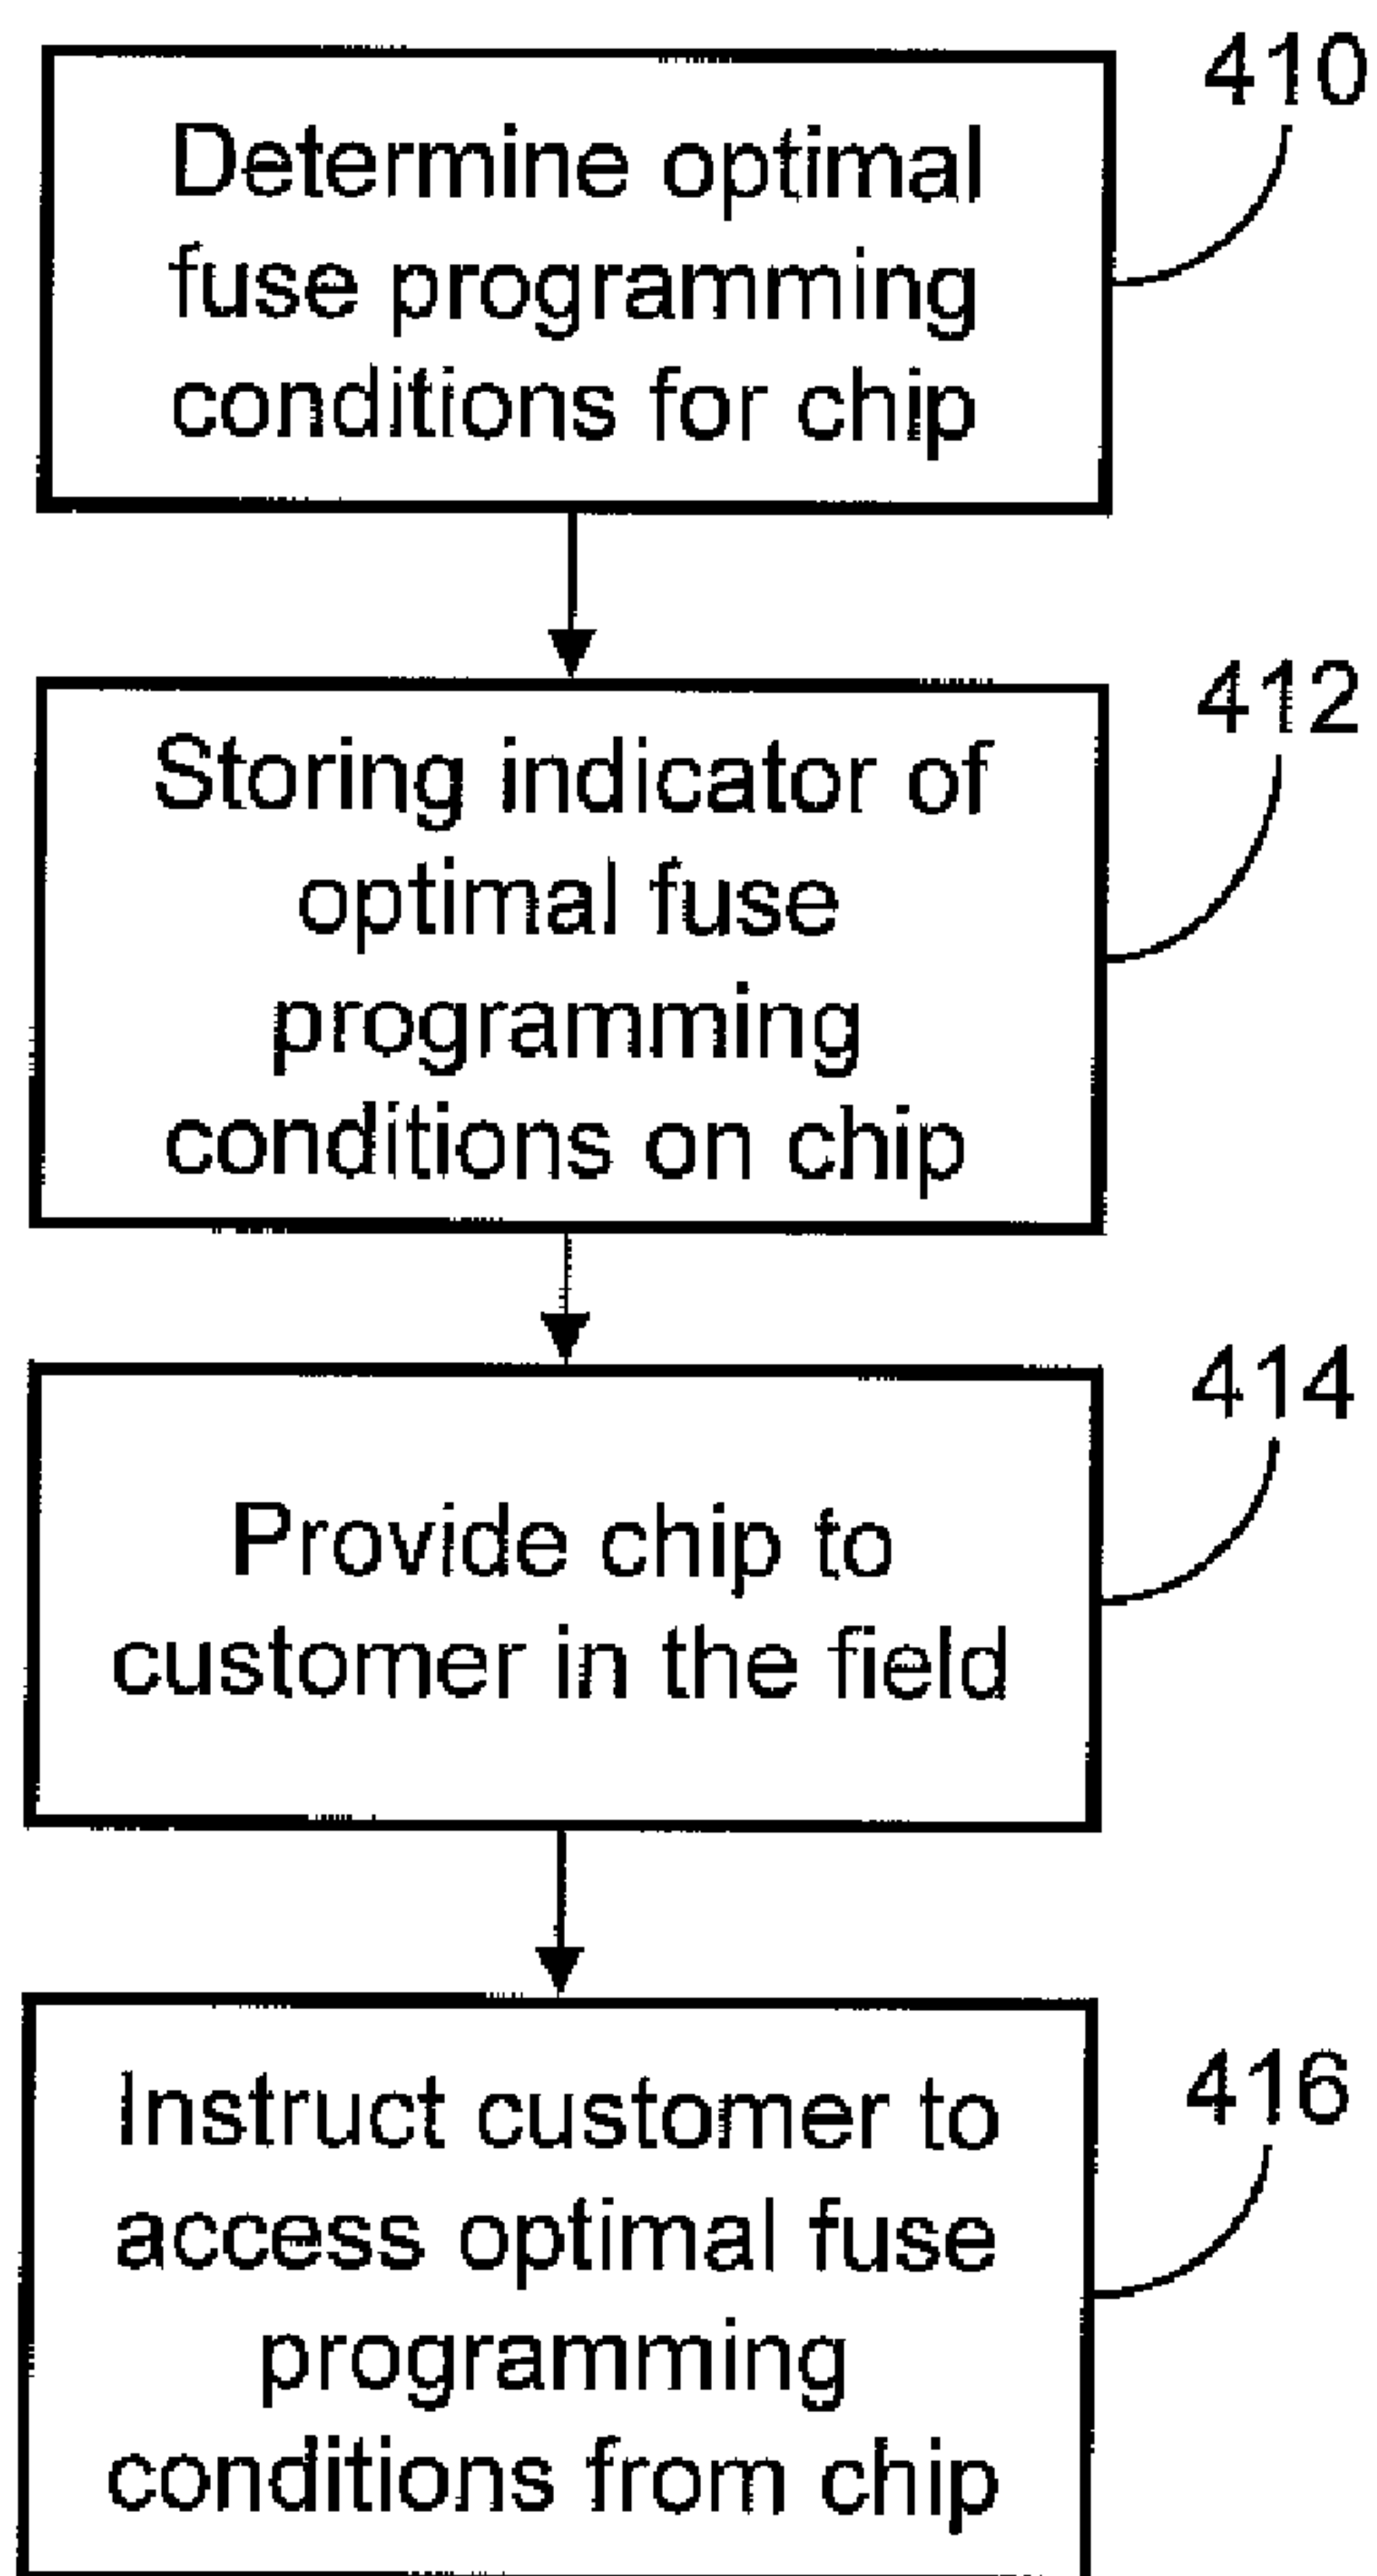 410
Determine optimal
fuse programming
conditions for chip
412
Storing indicator of
optimal fuse
programming
conditions on chip
414
Provide chip to
customer in the field
416
Instruct customer to
access optimal fuse
programming
conditions from chip